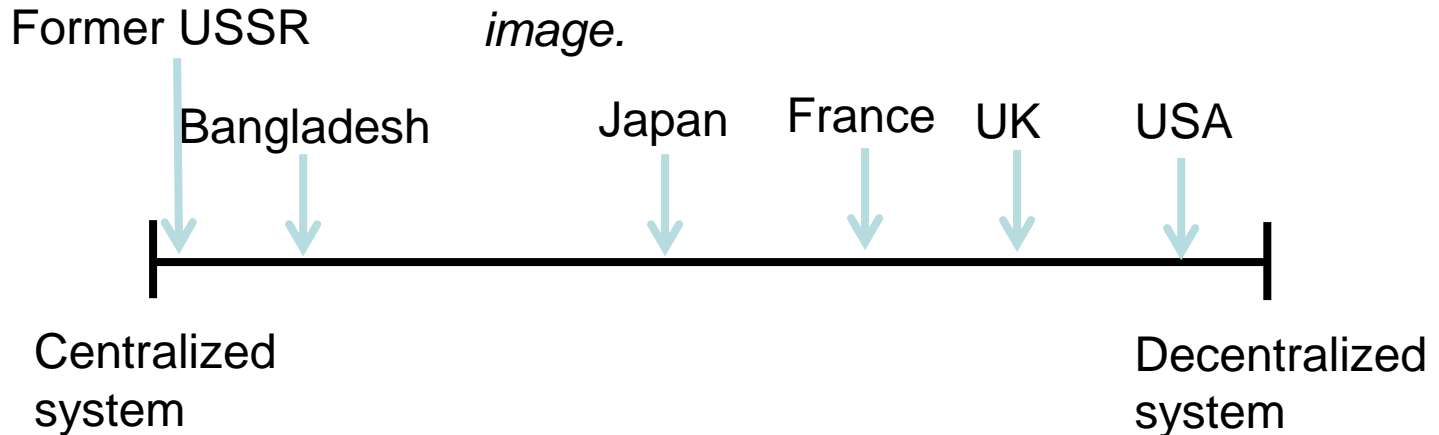 Former USSR
image.
Bangladesh
Japan
France
UK
USA
Centralized
system
Decentralized
system